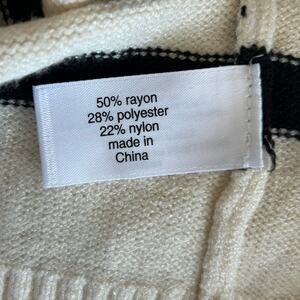 50% rayon
28% polyester
22% nylon
made in
China